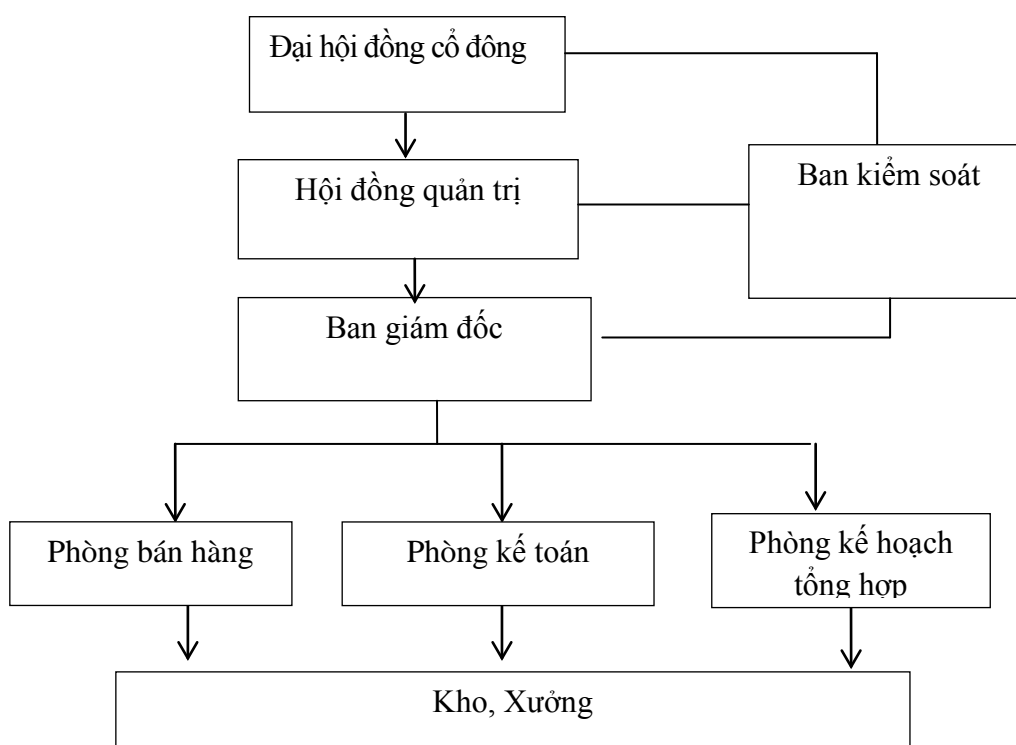 Đại hội đồng cổ đông
Hội đồng quản trị
Ban kiểm soát
Ban giám đốc
Phòng bán hàng
Phòng kế toán
Phòng kế hoạch
tổng hợp
Kho, Xưởng